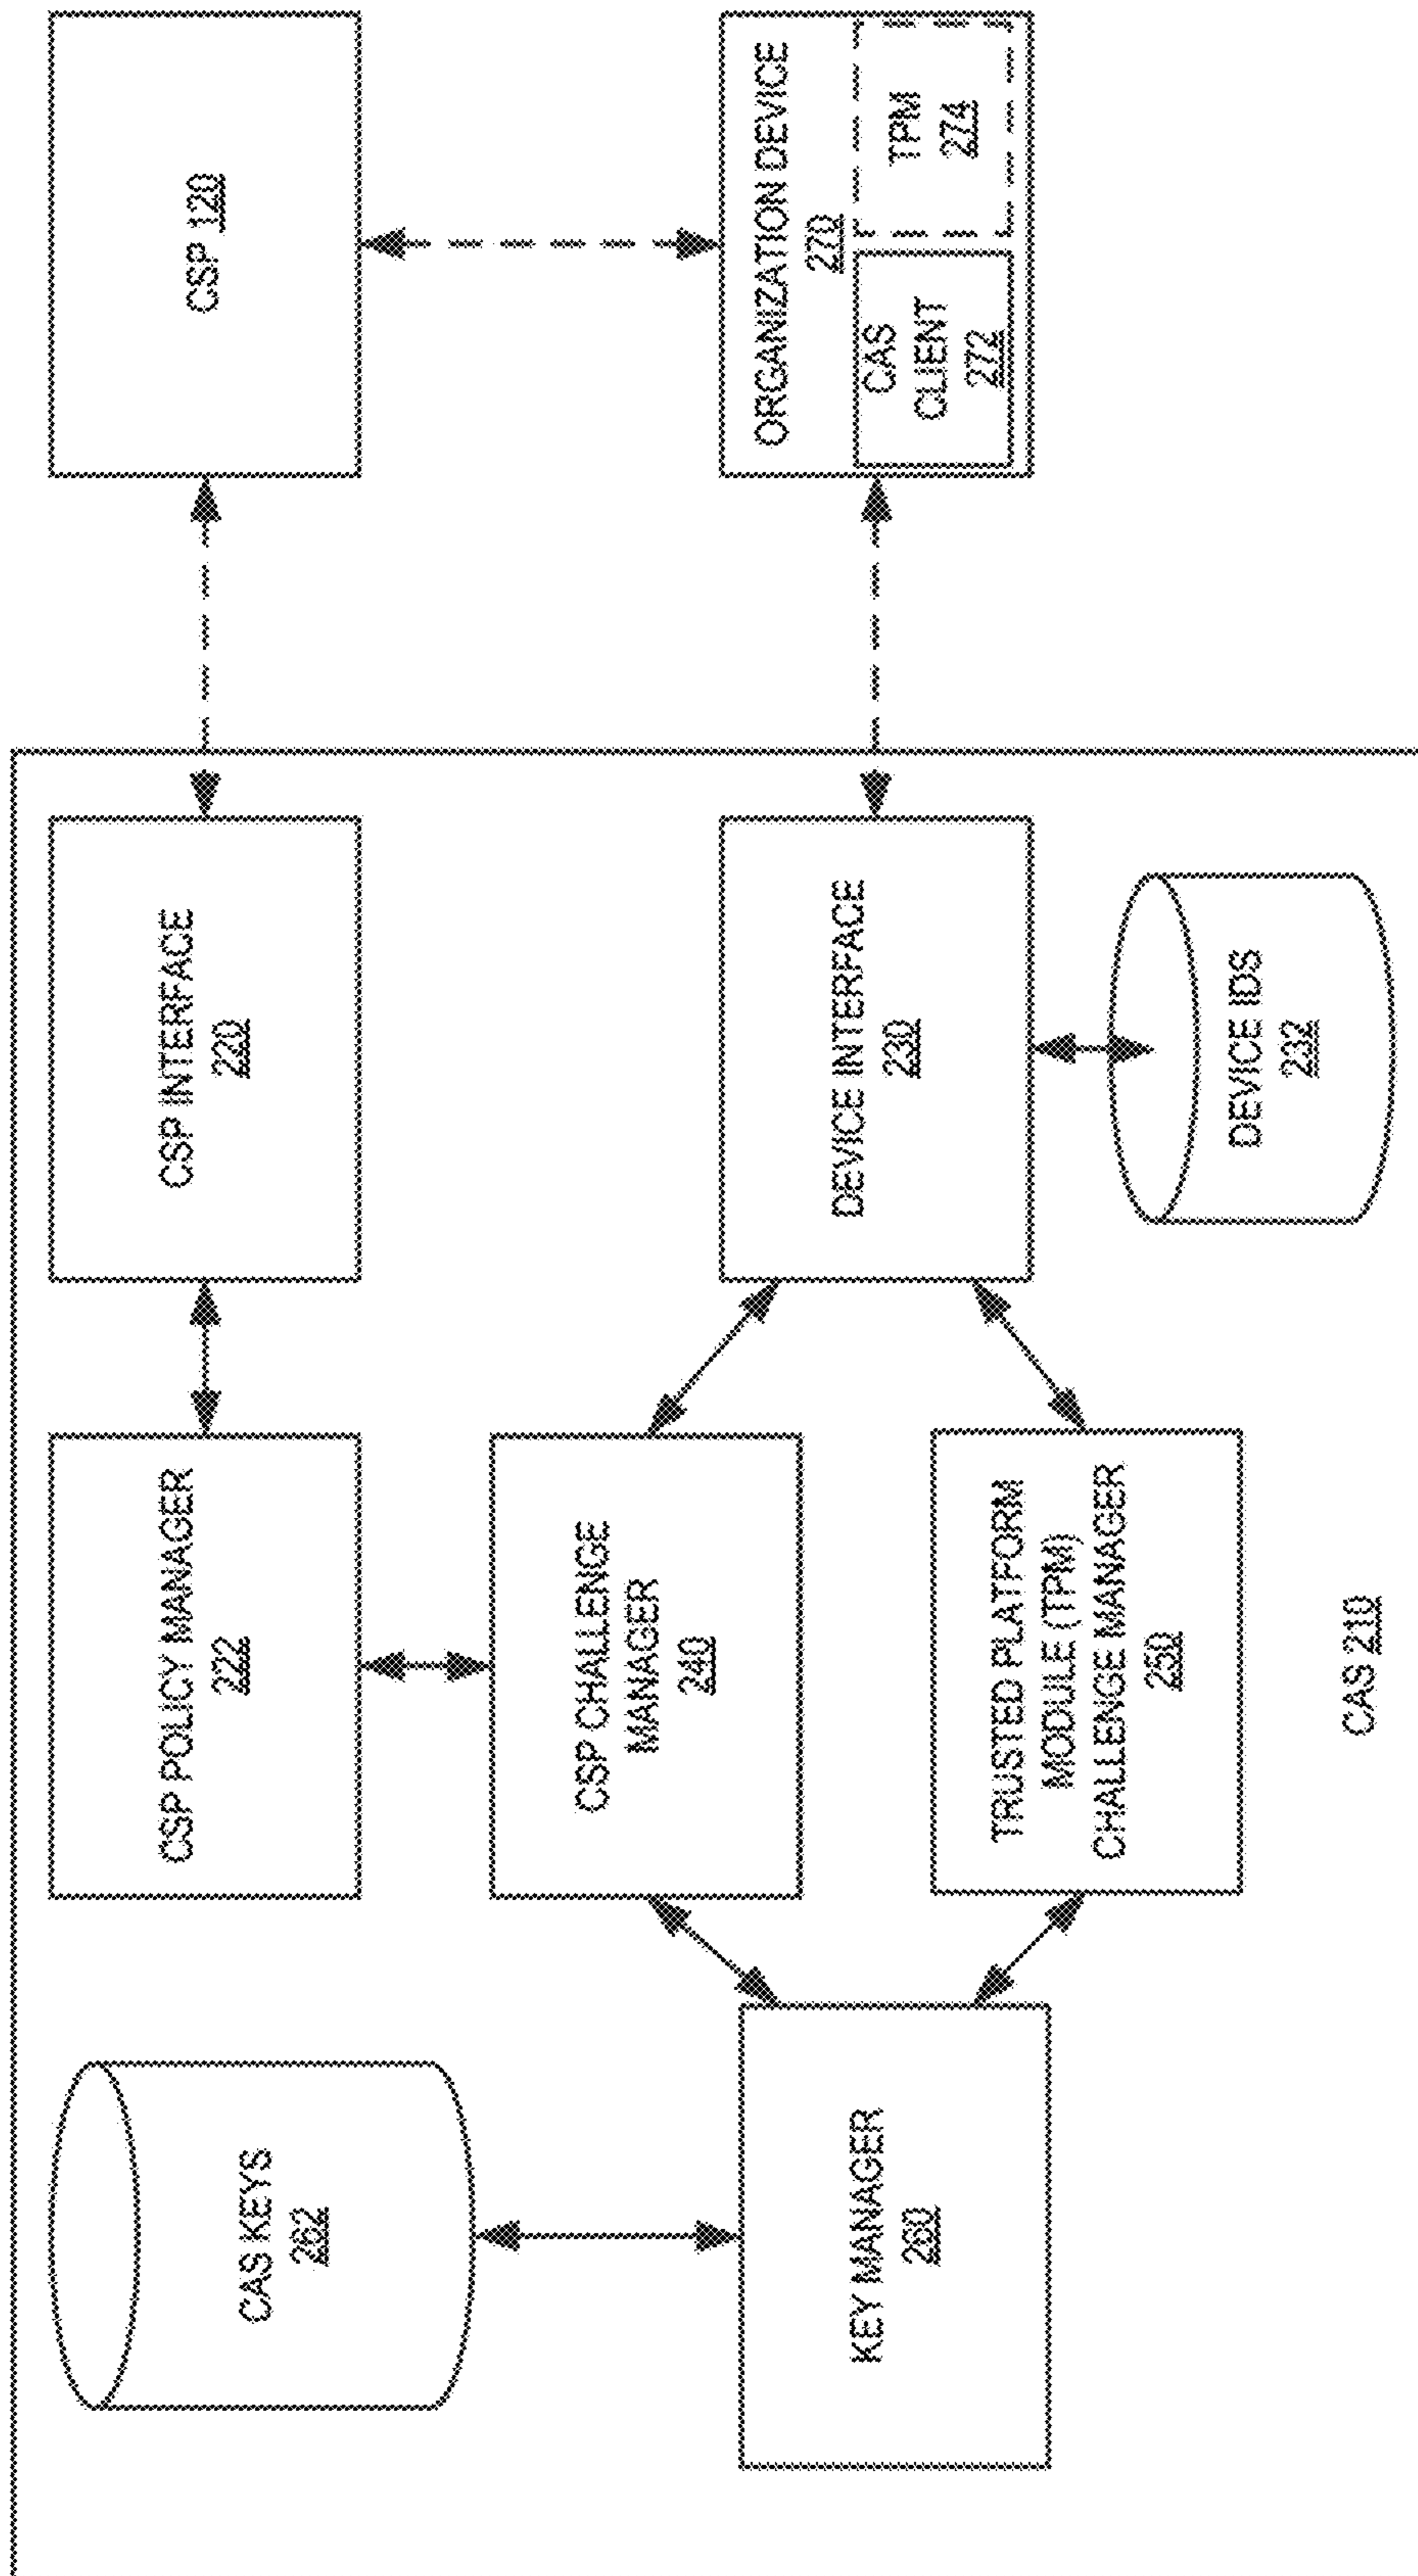 CAS KEYS
262
CSP POLICY MANAGER
222
CSP INTERFACE
220
CSP 120
CSP CHALLENGE
MANAGER
240
KEY MANAGER
260
DEVICE INTERFACE
230
ORGANIZATION DEVICE
270
CAS
CLIENT
272
TPM
274
TRUSTED PLATFORM
MODULE (TPM)
CHALLENGE MANAGER
250
DEVICE IDS
232
CAS 210